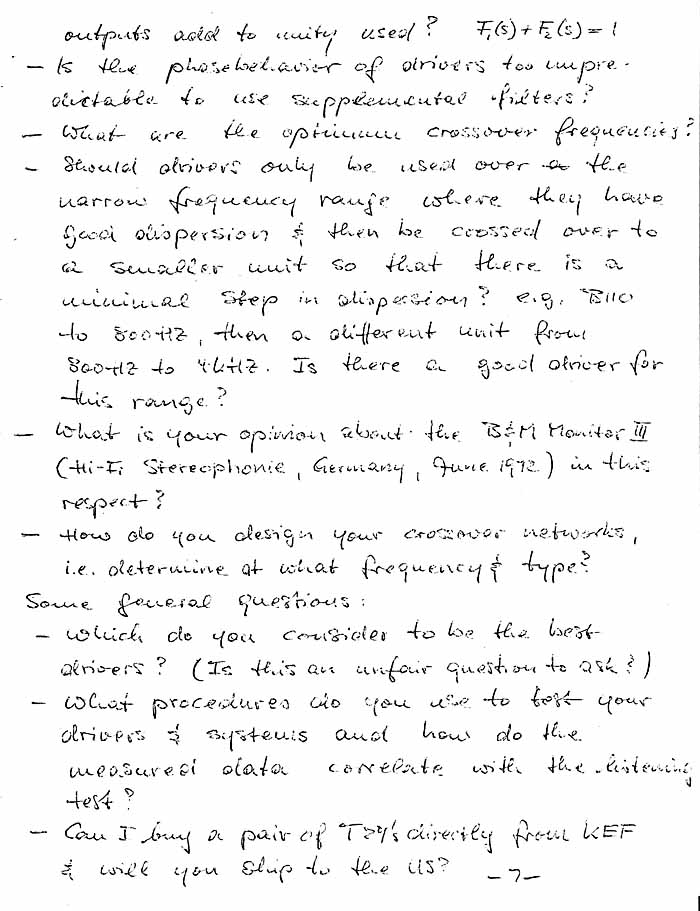 outputs add to unity used? F₁(s) + F₂(s) = 1
– Is the phasebehavior of drivers too unpre-
dictable to use supplemental filters?
– What are the optimum crossover frequencies?
– Should drivers only be used over the
narrow frequency range where they have
good dispersion & then be crossed over to
a smaller unit so that there is a
minimal step in dispersion? e.g. B110
to 800HZ, then a different unit from
800HZ to 4kHZ. Is there a good driver for
this range?
– What is your opinion about the B&M Monitor III
(Hi-Fi Stereophonie, Germany, June 1972) in this
respect?
– How do you design your crossover networks,
i.e. determine at what frequency & type?
Some general questions:
– Which do you consider to be the best
drivers? (Is this an unfair question to ask?)
– What procedures do you use to test your
drivers & systems and how do the
measured data correlate with the listening
test?
– Can I buy a pair of T27's directly from KEF
& will you ship to the US? – 7 –